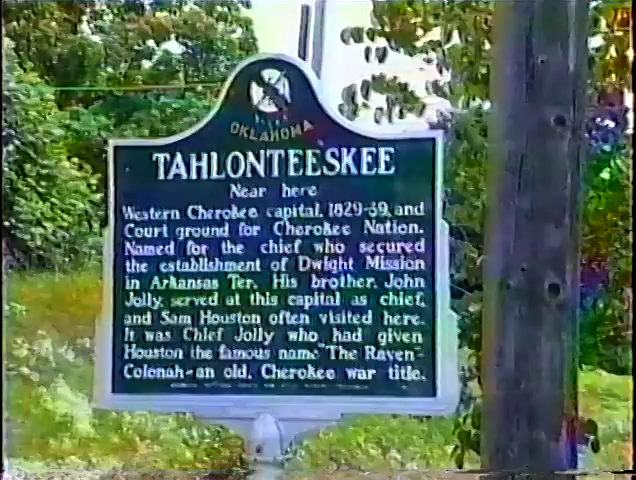 OKLAHOMA
TAHLONTEESKEE
Near here
Western Cherokee capital, 1829-39, and
Court ground for Cherokee Nation.
Named for the chief who secured
the establishment of Dwight Mission
in Arkansas Ter. His brother, John
Jolly, served at this capital as chief,
and Sam Houston often visited here.
It was Chief Jolly who had given
Houston the famous name "The Raven"
Colonah-an old, Cherokee war title.